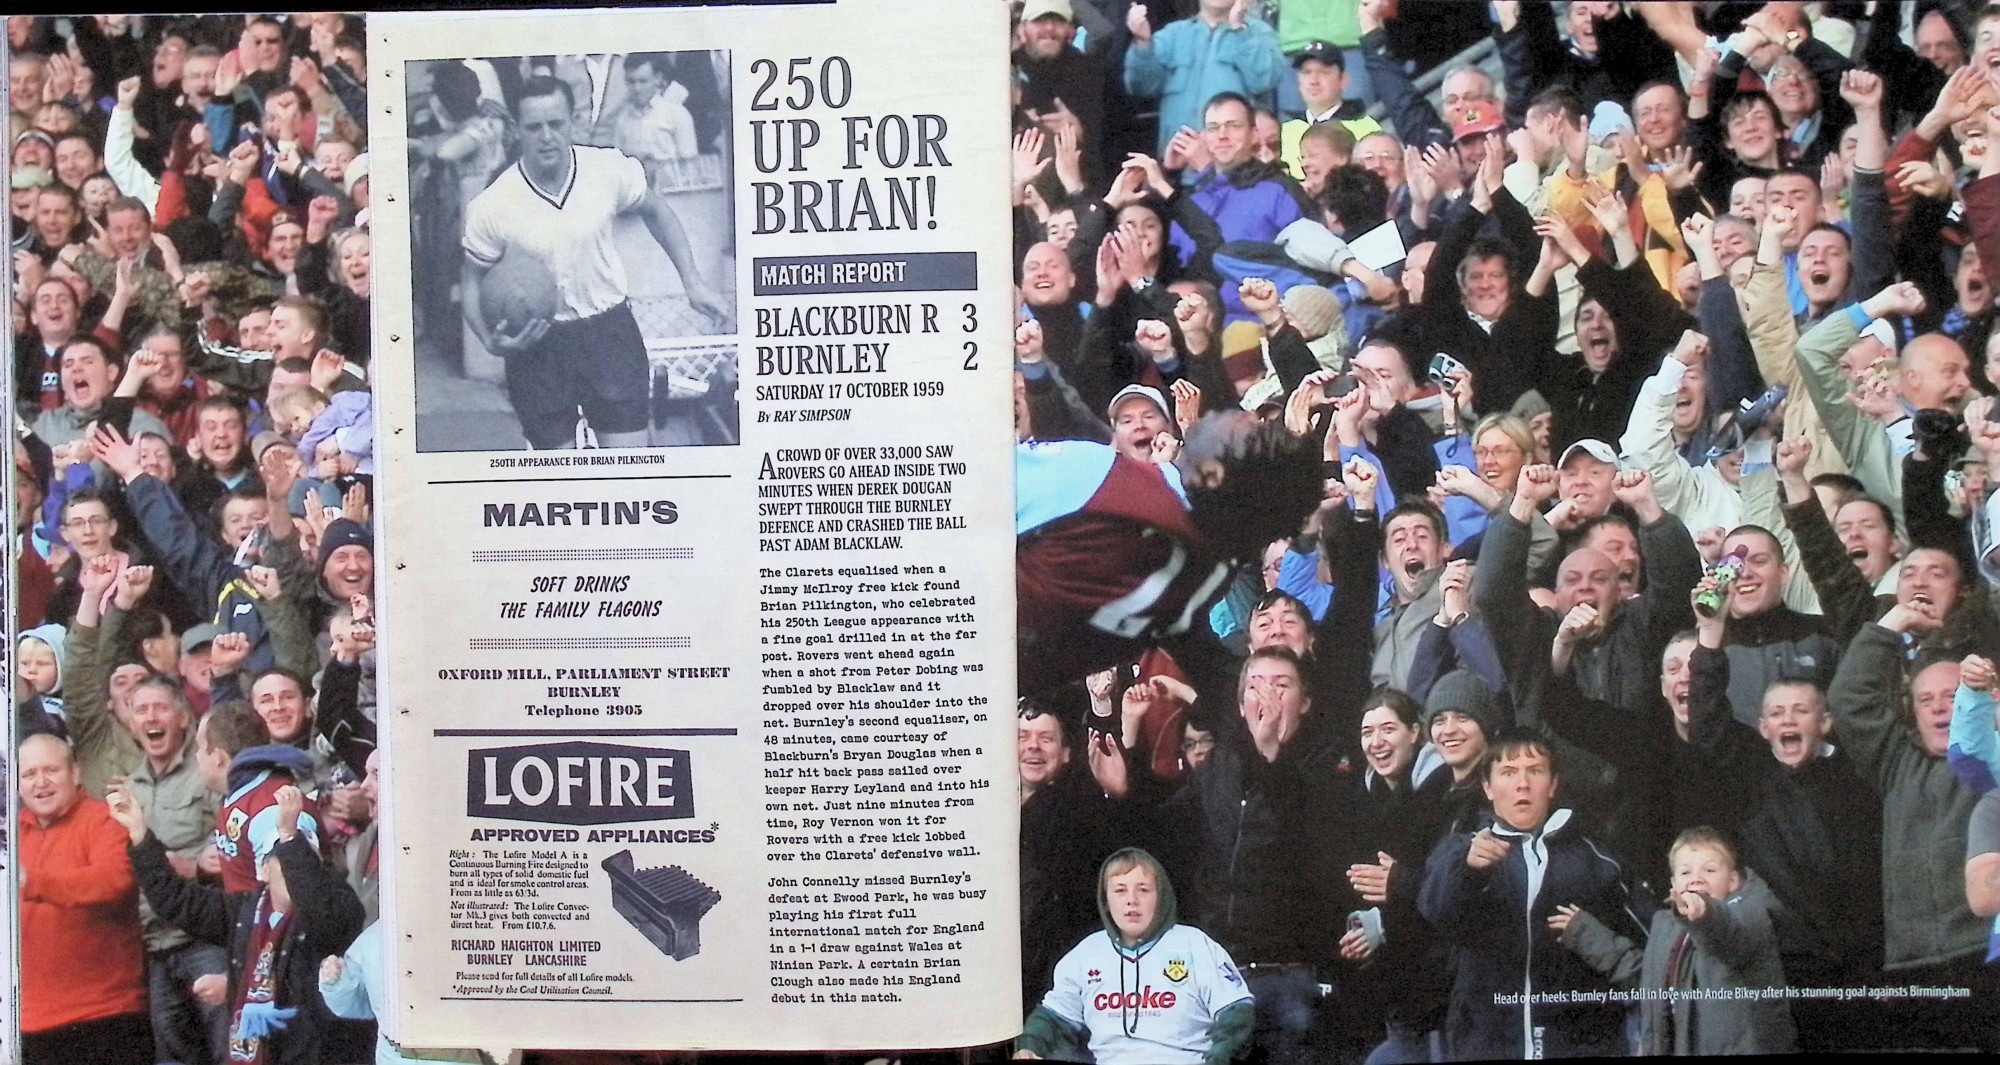 250TH APPEARANCE FOR BRIAN PILKINGTON
MARTIN'S
SOFT DRINKS
THE FAMILY FLAGONS
OXFORD MILL, PARLIAMENT STREET
BURNLEY
Telephone 3905
LOFIRE
APPROVED APPLIANCES*
Right: The Lofire Model A is a
Continuous Burning Fire designed to
burn all types of solid domestic fuel
and is ideal for smoke control areas.
From as little as 63/3d.
Not illustrated: The Lofire Convec-
tor Mk.3 gives both convected and
direct heat. From £10.7.6.
RICHARD HAIGHTON LIMITED
BURNLEY LANCASHIRE
Please send for full details of all Lofire models.
*Approved by the Coal Utilisation Council.
250
UP FOR
BRIAN!
MATCH REPORT
BLACKBURN R 3
BURNLEY 2
SATURDAY 17 OCTOBER 1959
By RAY SIMPSON
A CROWD OF OVER 33,000 SAW
ROVERS GO AHEAD INSIDE TWO
MINUTES WHEN DEREK DOUGAN
SWEPT THROUGH THE BURNLEY
DEFENCE AND CRASHED THE BALL
PAST ADAM BLACKLAW.
The Clarets equalised when a
Jimmy McIlroy free kick found
Brian Pilkington, who celebrated
his 250th League appearance with
a fine goal drilled in at the far
post. Rovers went ahead again
when a shot from Peter Dobing was
fumbled by Blacklaw and it
dropped over his shoulder into the
net. Burnley's second equaliser, on
48 minutes, came courtesy of
Blackburn's Bryan Douglas when a
half hit back pass sailed over
keeper Harry Leyland and into his
own net. Just nine minutes from
time, Roy Vernon won it for
Rovers with a free kick lobbed
over the Clarets' defensive wall.
John Connelly missed Burnley's
defeat at Ewood Park, he was busy
playing his first full
international match for England
in a 1-1 draw against Wales at
Ninian Park. A certain Brian
Clough also made his England
debut in this match.
cooke
Head over heels: Burnley fans fall in love with Andre Bikey after his stunning goal againsts Birmingham